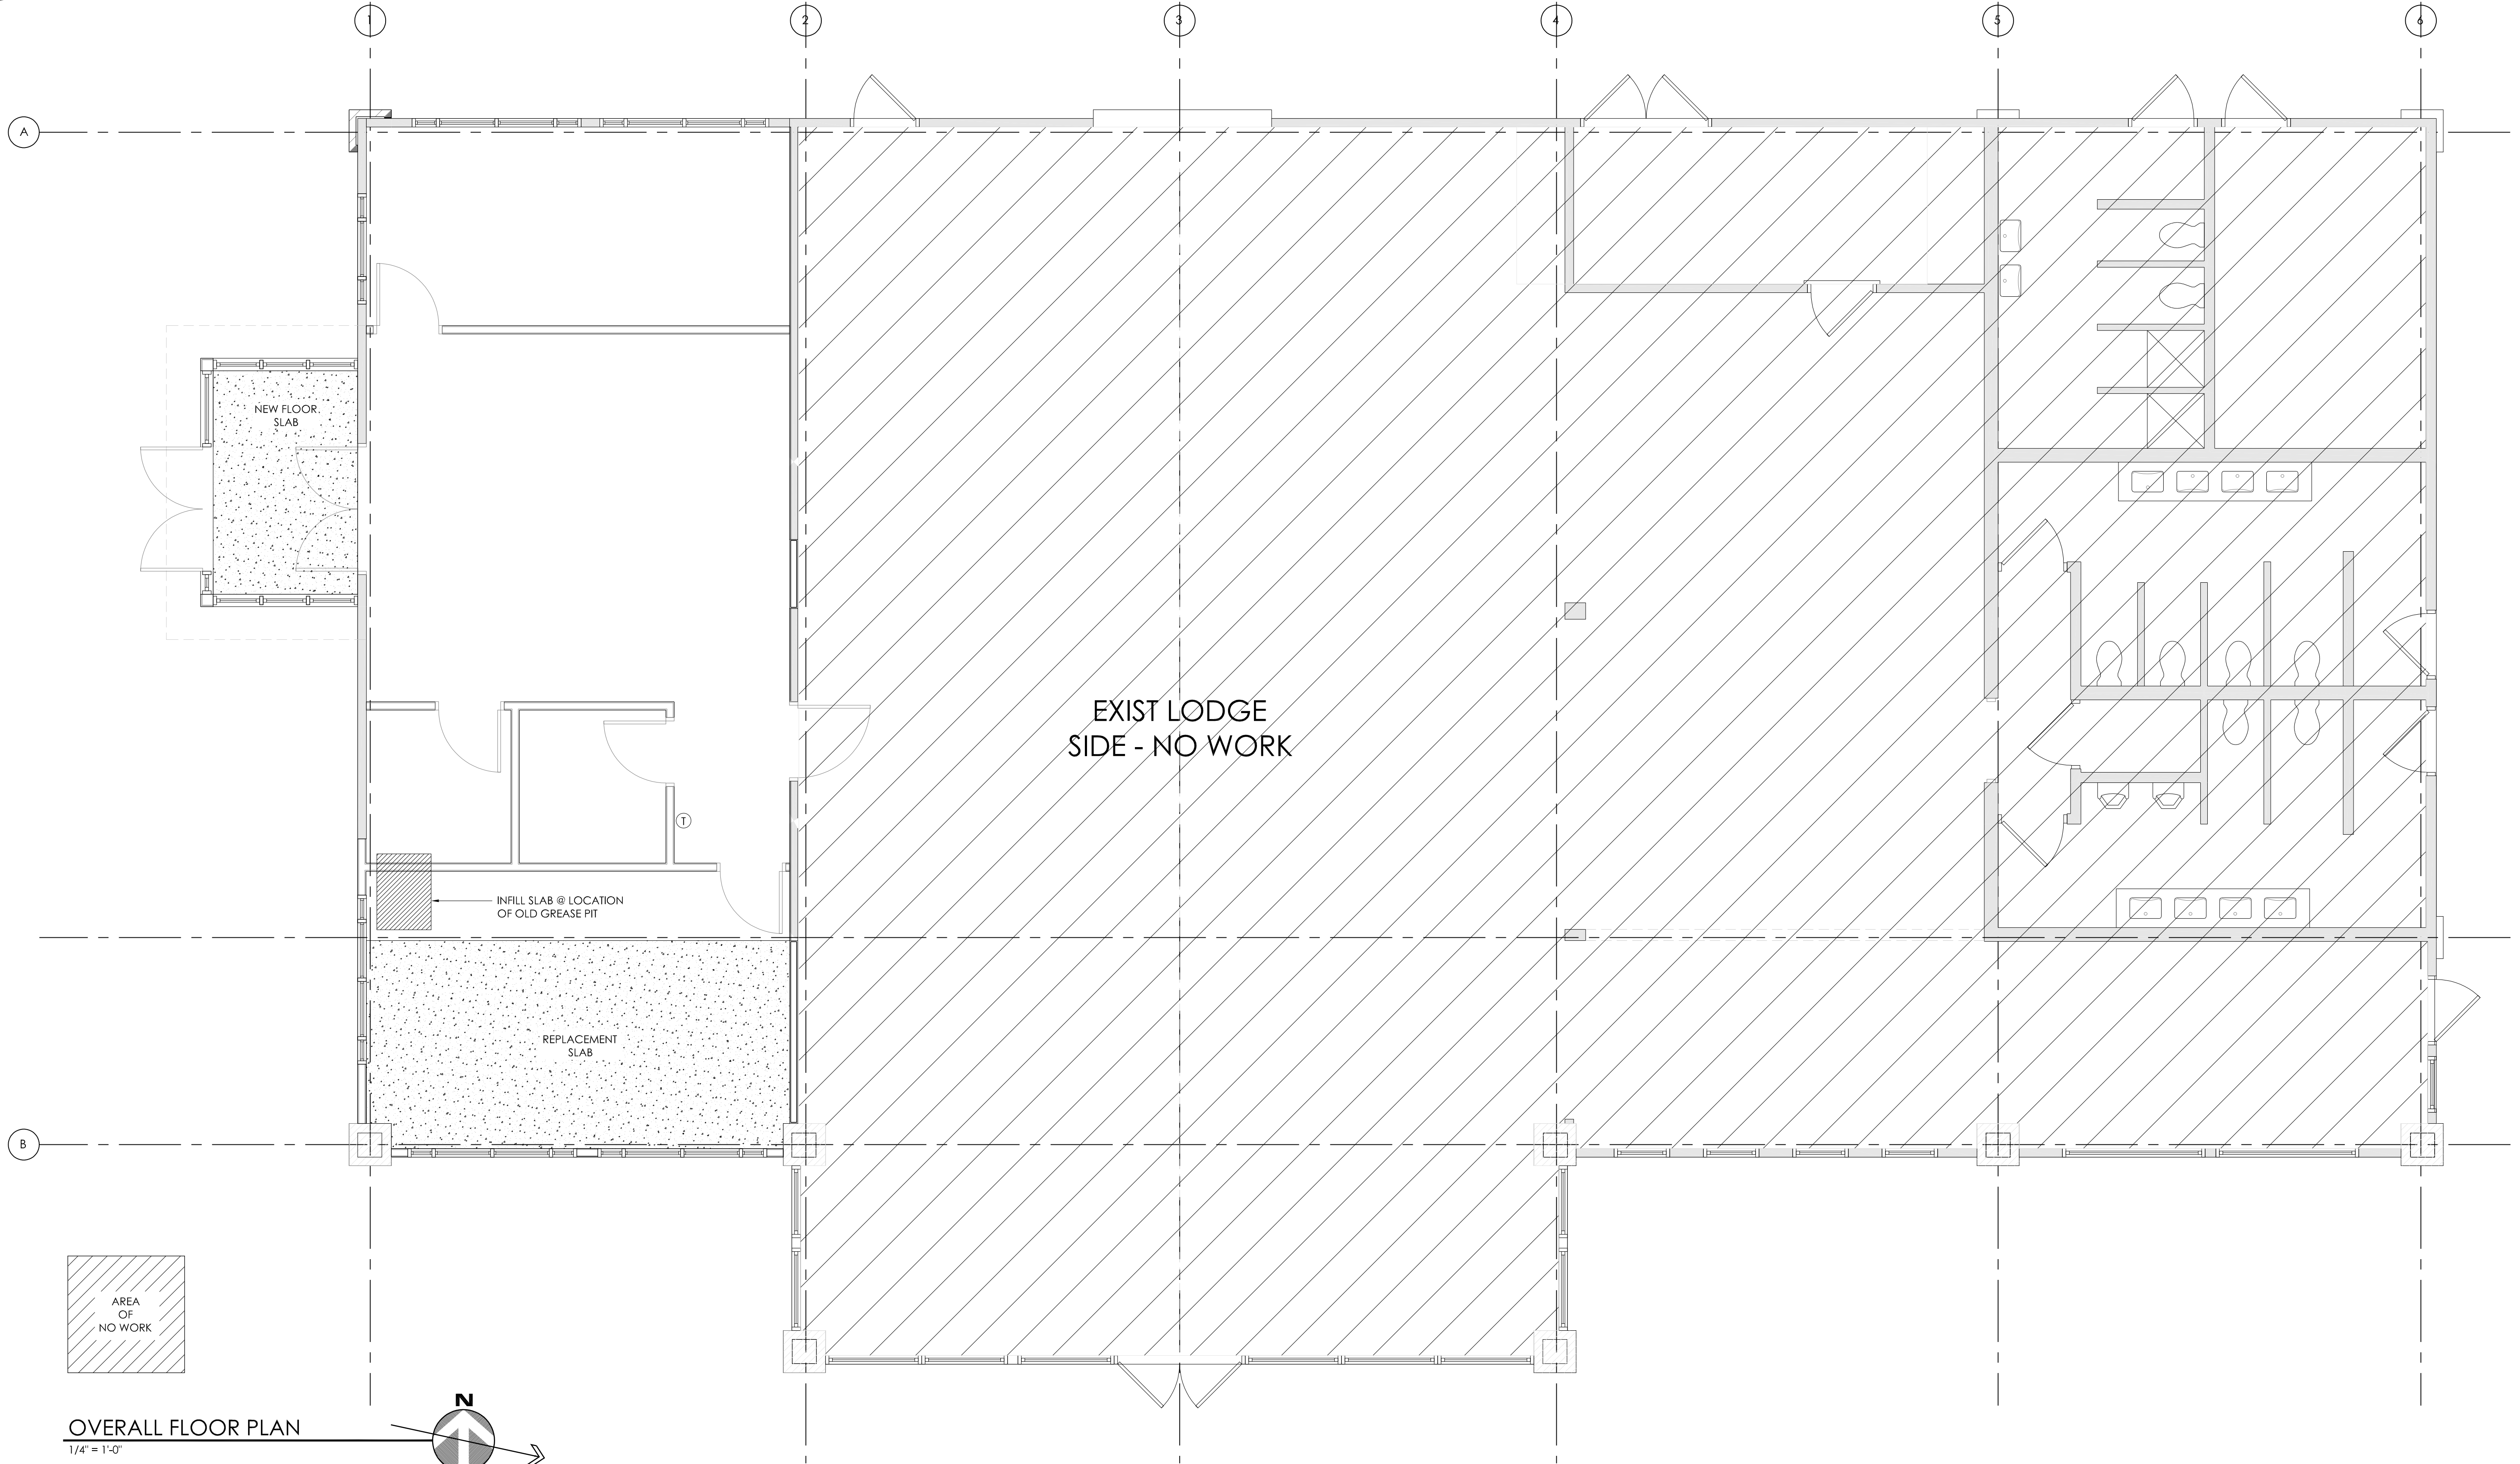 1
2
3
4
5
6
A
NEW FLOOR
SLAB
EXIST LODGE
SIDE - NO WORK
T
INFILL SLAB @ LOCATION
OF OLD GREASE PIT
REPLACEMENT
SLAB
B
AREA
OF
NO WORK
N
OVERALL FLOOR PLAN
1/4" = 1'-0"